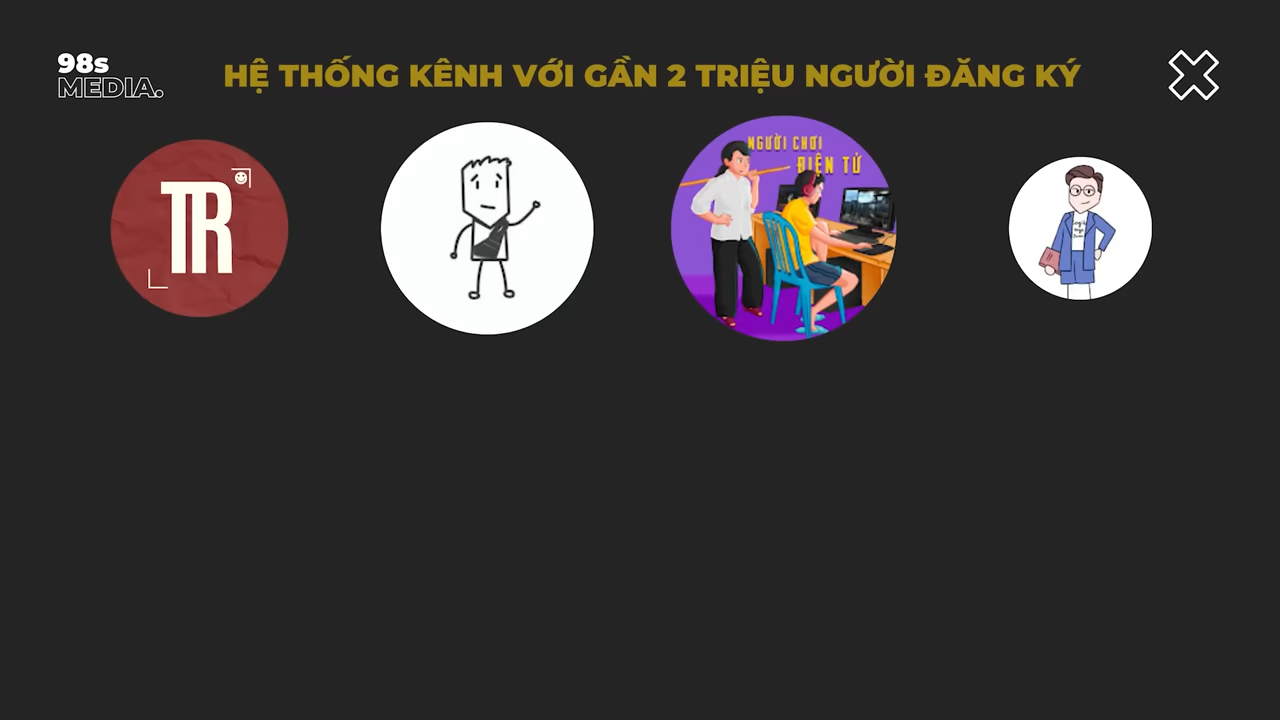 98s
MEDIA.
HỆ THỐNG KÊNH VỚI GẦN 2 TRIỆU NGƯỜI ĐĂNG KÝ
TR
NGƯỜI CHƠI
ĐIỆN TỬ